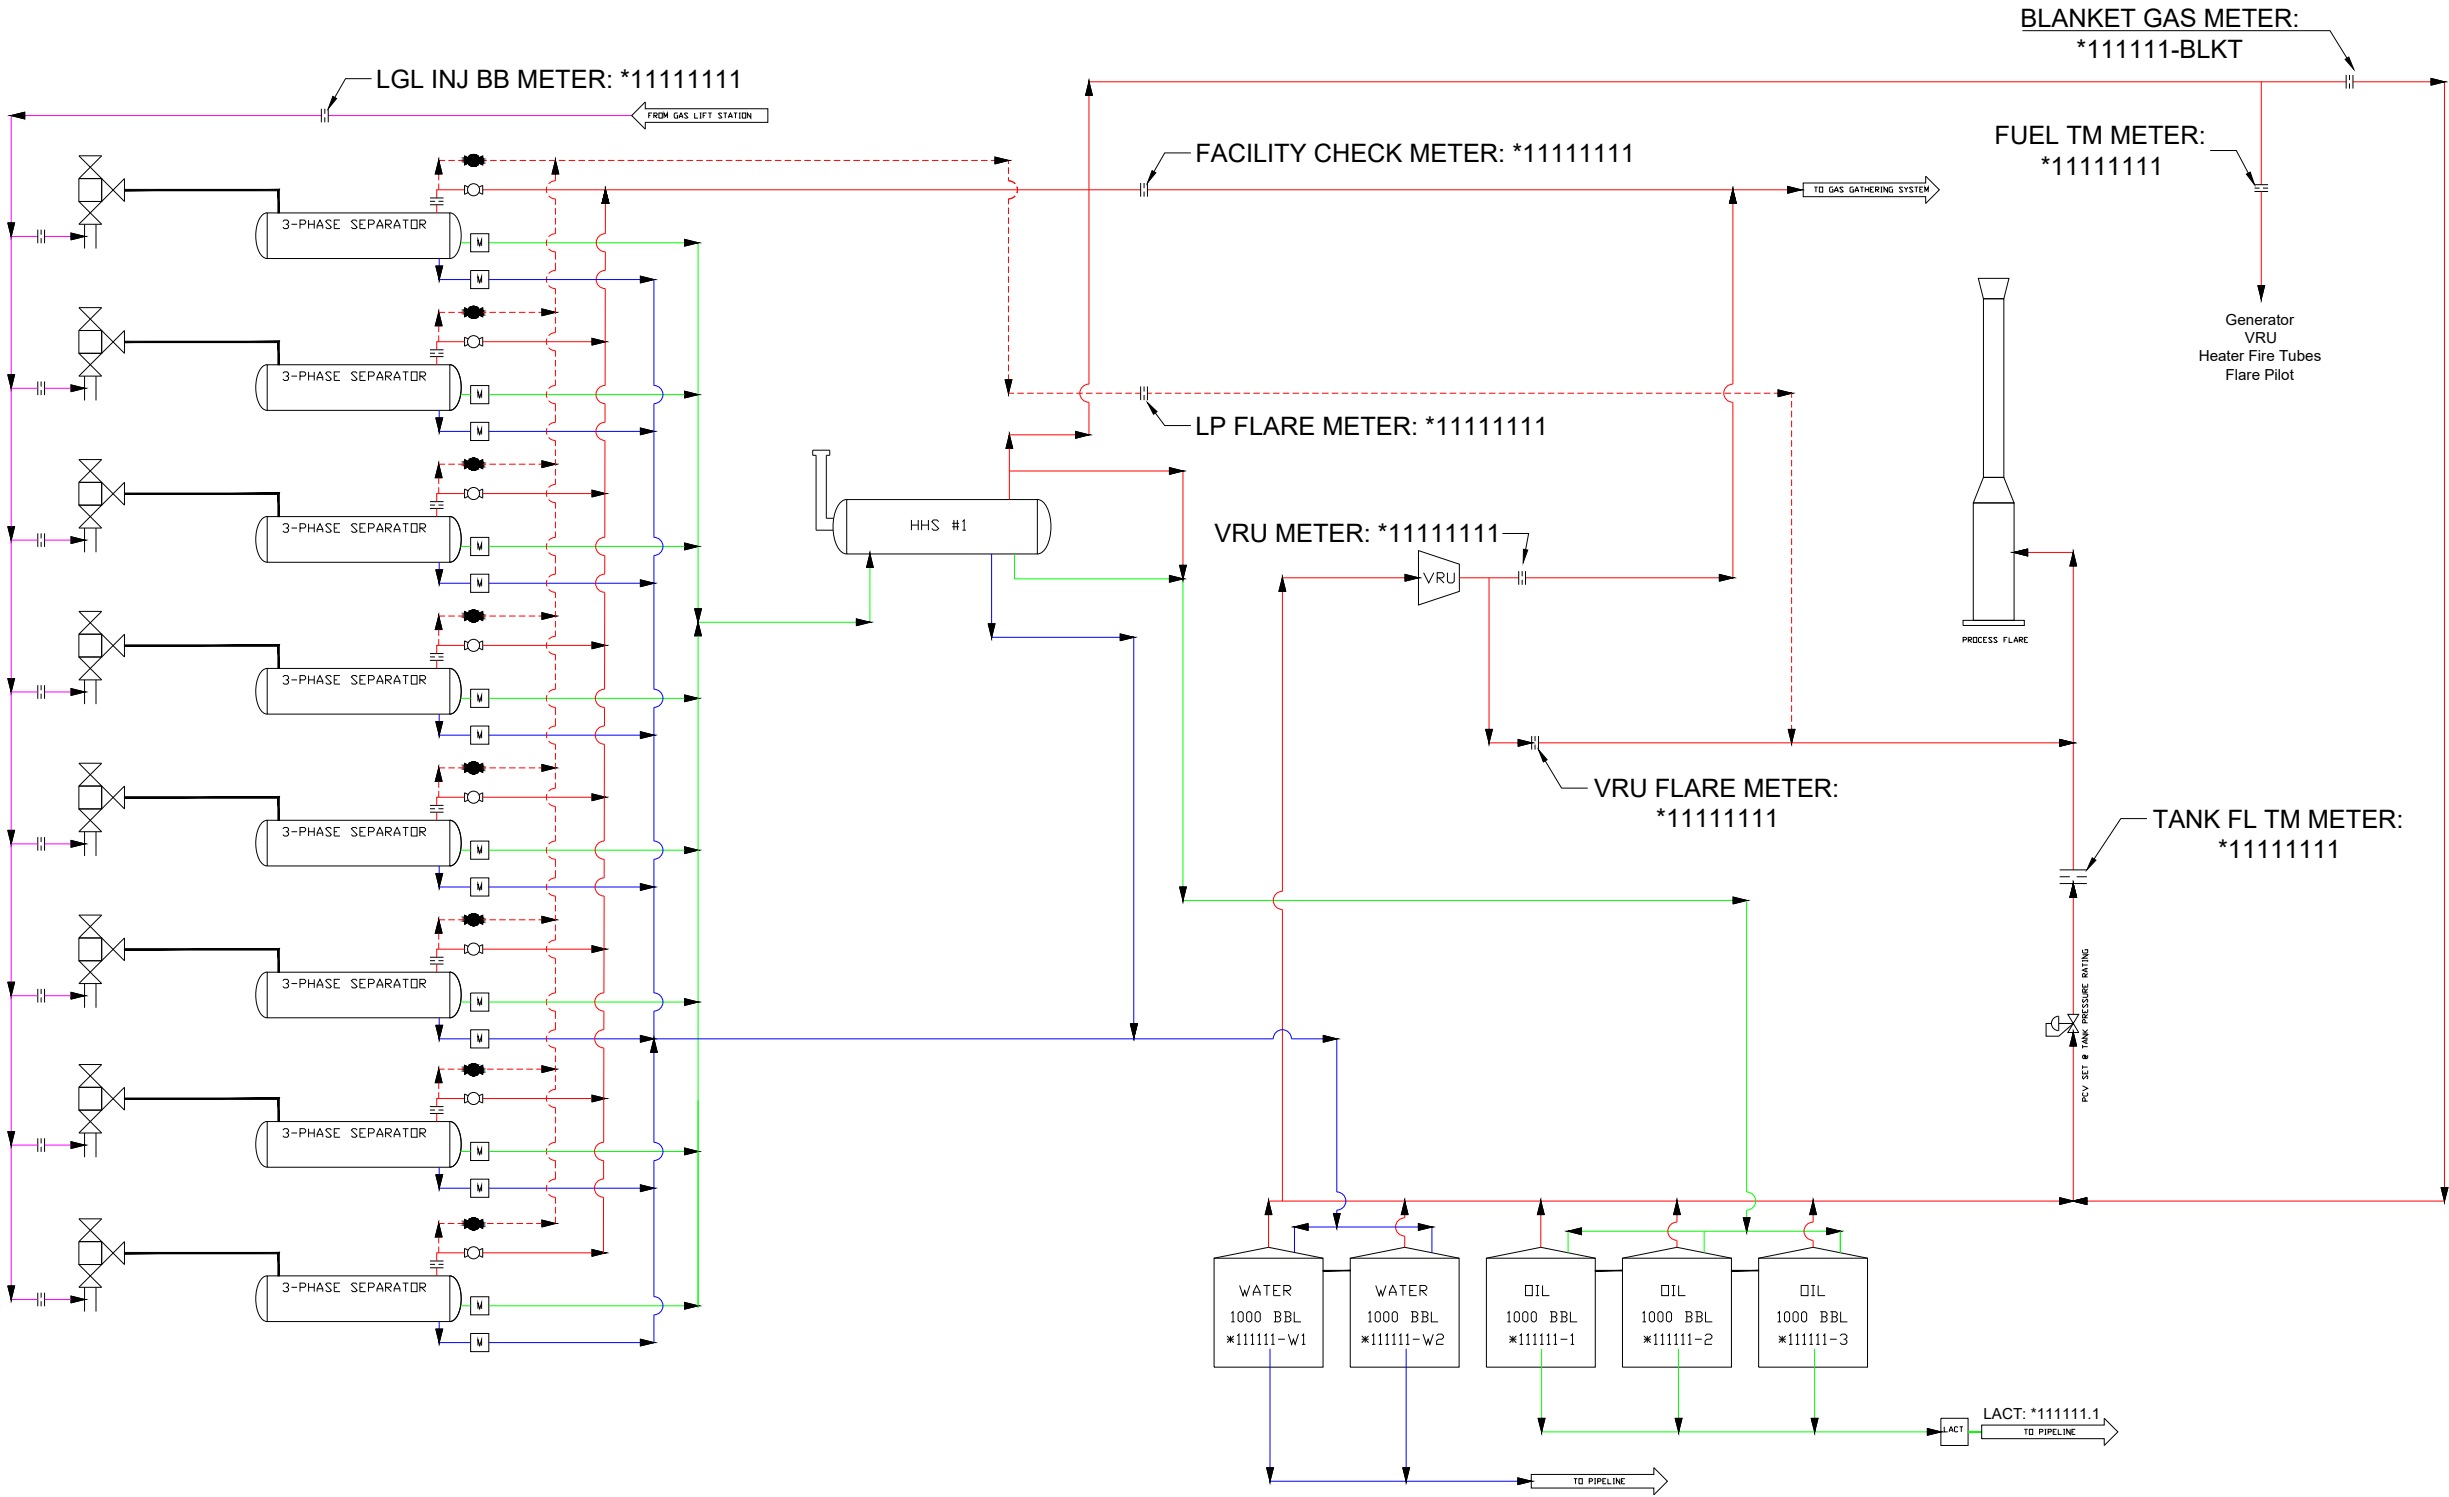 BLANKET GAS METER:
*111111-BLKT
LGL INJ BB METER: *11111111
FROM GAS LIFT STATION
FUEL TM METER:
*11111111
FACILITY CHECK METER: *11111111
TO GAS GATHERING SYSTEM
3-PHASE SEPARATOR
M
M
Generator
VRU
Heater Fire Tubes
Flare Pilot
3-PHASE SEPARATOR
M
M
LP FLARE METER: *11111111
3-PHASE SEPARATOR
M
M
HHS #1
VRU METER: *11111111
VRU
PROCESS FLARE
3-PHASE SEPARATOR
M
M
VRU FLARE METER:
*11111111
TANK FL TM METER:
*11111111
3-PHASE SEPARATOR
M
M
3-PHASE SEPARATOR
M
M
PCV SET @ TANK PRESSURE RATING
3-PHASE SEPARATOR
M
M
3-PHASE SEPARATOR
M
M
WATER
1000 BBL
*111111-W1
WATER
1000 BBL
*111111-W2
OIL
1000 BBL
*111111-1
OIL
1000 BBL
*111111-2
OIL
1000 BBL
*111111-3
LACT
LACT: *111111.1
TO PIPELINE
TO PIPELINE